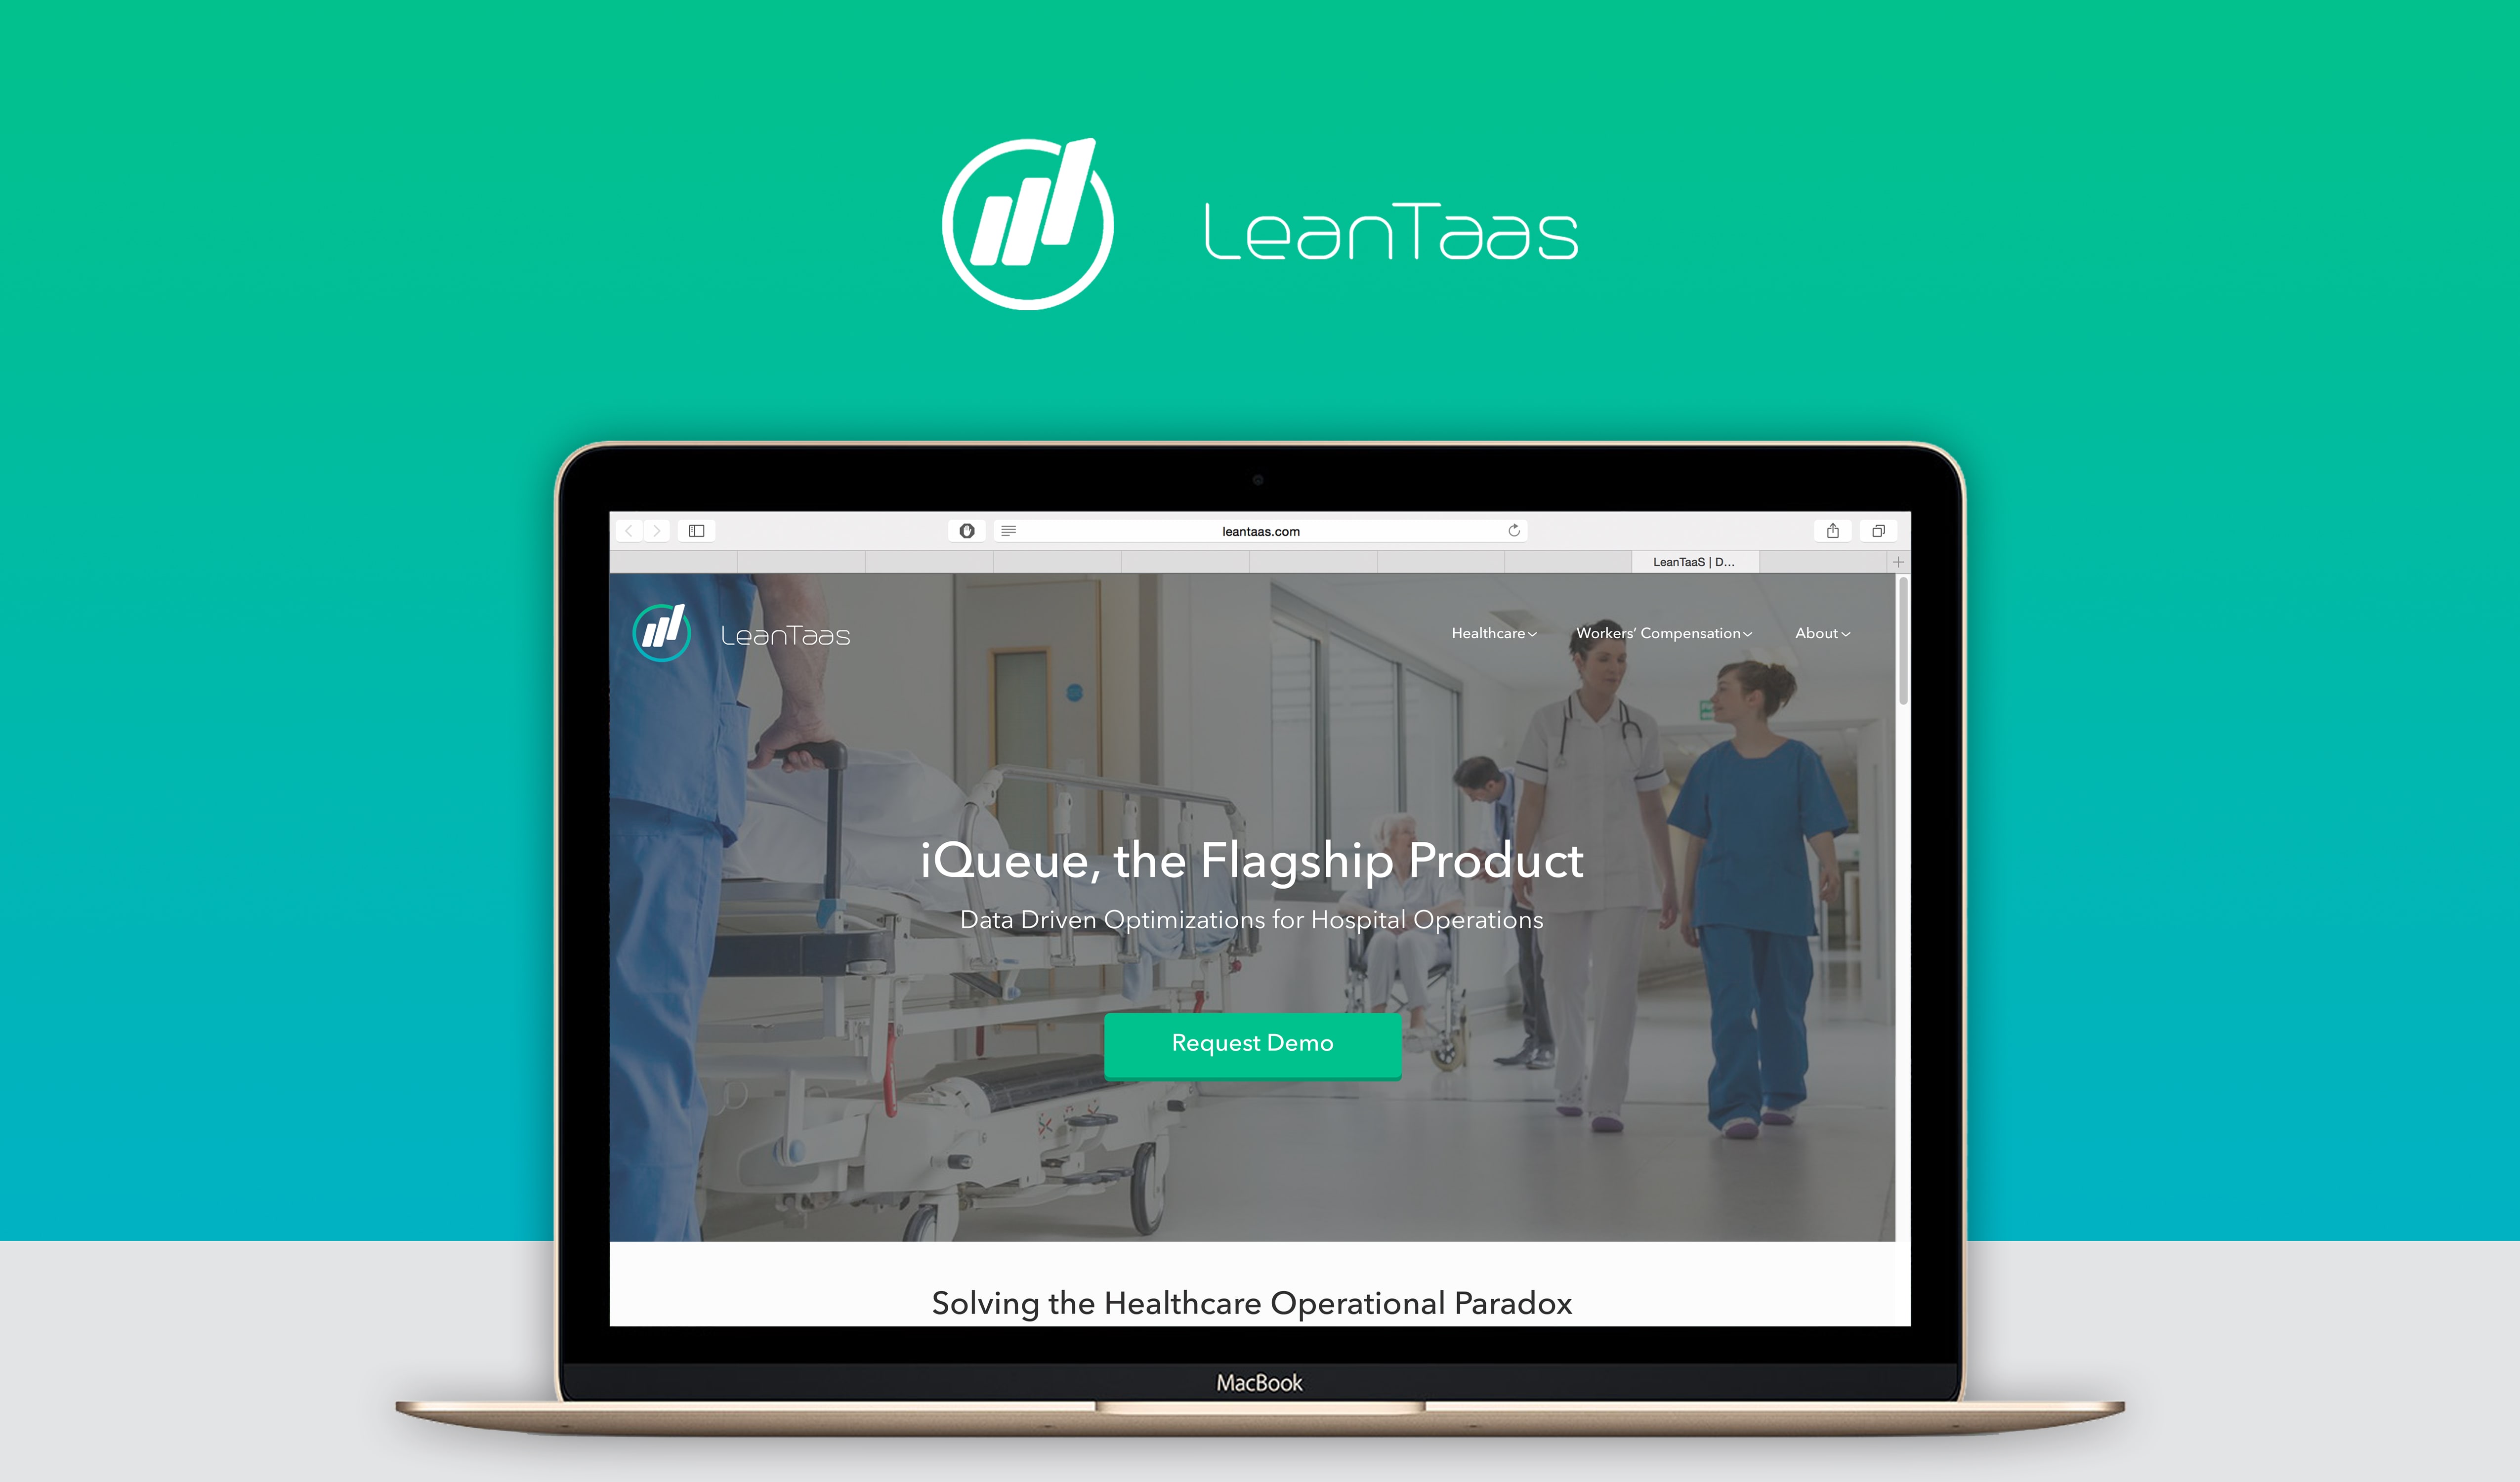 LeanTaas
leantaas.com
LeanTaaS | D...
LeanTaas
Healthcare
Workers' Compensation
About
iQueue, the Flagship Product
Data Driven Optimizations for Hospital Operations
Request Demo
Solving the Healthcare Operational Paradox
MacBook